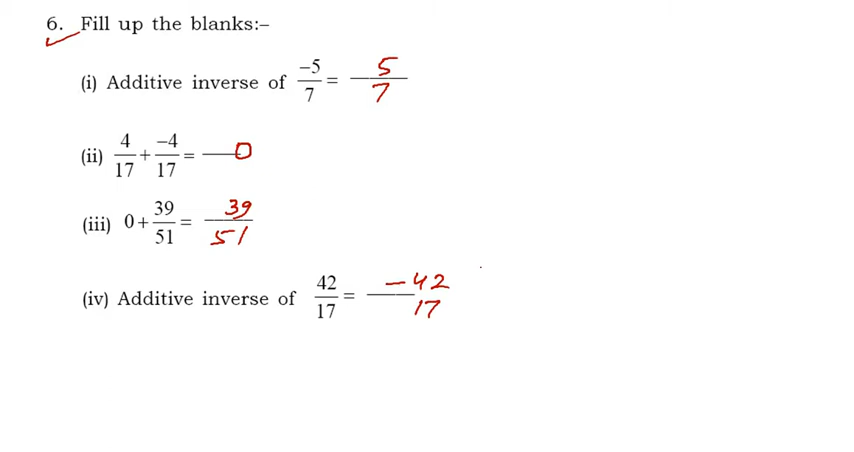 6. Fill up the blanks:–
(i) Additive inverse of -5/7 = 5/7
(ii) 4/17 + -4/17 = 0
(iii) 0 + 39/51 = 39/51
(iv) Additive inverse of 42/17 = -42/17